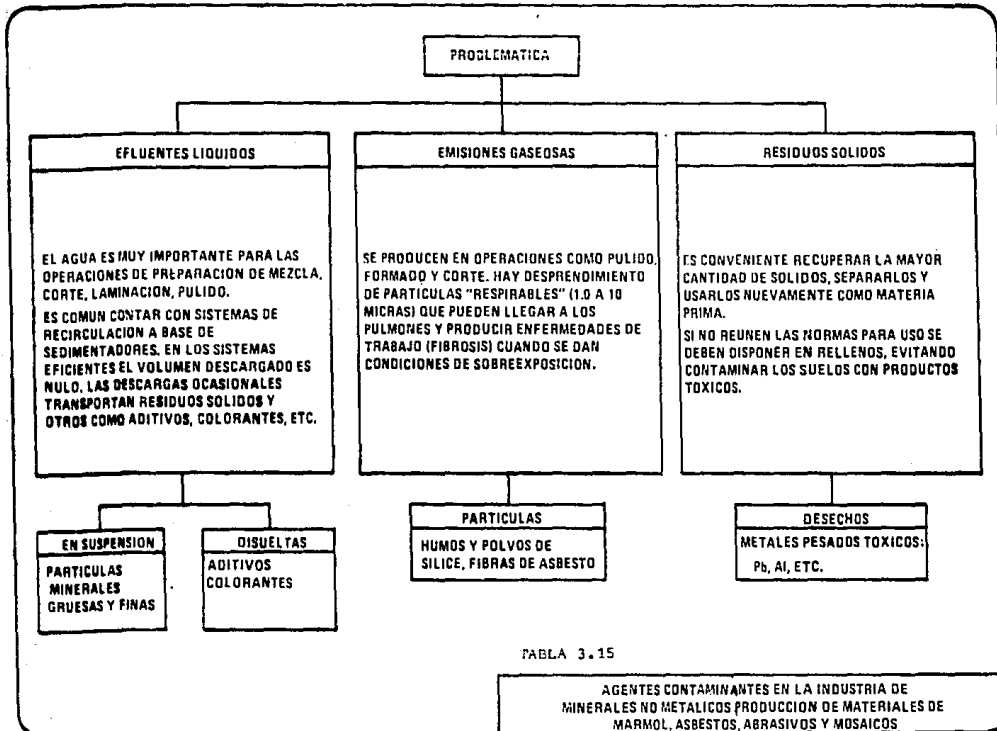 PROBLEMATICA
EFLUENTES LIQUIDOS
EL AGUA ES MUY IMPORTANTE PARA LAS
OPERACIONES DE PREPARACION DE MEZCLA,
CORTE, LAMINACION, PULIDO.
ES COMUN CONTAR CON SISTEMAS DE
RECIRCULACION A BASE DE
SEDIMENTADORES. EN LOS SISTEMAS
EFICIENTES EL VOLUMEN DESCARGADO ES
NULO. LAS DESCARGAS OCASIONALES
TRANSPORTAN RESIDUOS SOLIDOS Y
OTROS COMO ADITIVOS, COLORANTES, ETC.
EMISIONES GASEOSAS
SE PRODUCEN EN OPERACIONES COMO PULIDO,
FORMADO Y CORTE. HAY DESPRENDIMIENTO
DE PARTICULAS "RESPIRABLES" (1.0 A 10
MICRAS) QUE PUEDEN LLEGAR A LOS
PULMONES Y PRODUCIR ENFERMEDADES DE
TRABAJO (FIBROSIS) CUANDO SE DAN
CONDICIONES DE SOBREEXPOSICION.
RESIDUOS SOLIDOS
ES CONVENIENTE RECUPERAR LA MAYOR
CANTIDAD DE SOLIDOS, SEPARARLOS Y
USARLOS NUEVAMENTE COMO MATERIA
PRIMA.
SI NO REUNEN LAS NORMAS PARA USO SE
DEBEN DISPONER EN RELLENOS, EVITANDO
CONTAMINAR LOS SUELOS CON PRODUCTOS
TOXICOS.
EN SUSPENSION
PARTICULAS
MINERALES
GRUESAS Y FINAS
DISUELTAS
ADITIVOS
COLORANTES
PARTICULAS
HUMOS Y POLVOS DE
SILICE, FIBRAS DE ASBESTO
DESECHOS
METALES PESADOS TOXICOS:
Pb, Al, ETC.
TABLA 3.15
AGENTES CONTAMINANTES EN LA INDUSTRIA DE
MINERALES NO METALICOS PRODUCCION DE MATERIALES DE
MARMOL, ASBESTOS, ABRASIVOS Y MOSAICOS